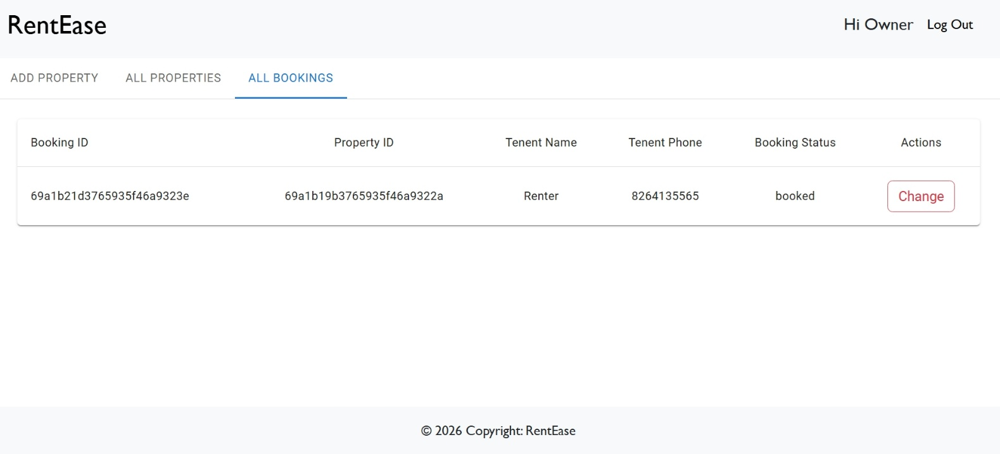 RentEase
Hi Owner Log Out
ADD PROPERTY ALL PROPERTIES ALL BOOKINGS
Booking ID Property ID Tenent Name Tenent Phone Booking Status Actions
69a1b21d3765935f46a9323e 69a1b19b3765935f46a9322a Renter 8264135565 booked Change
© 2026 Copyright: RentEase